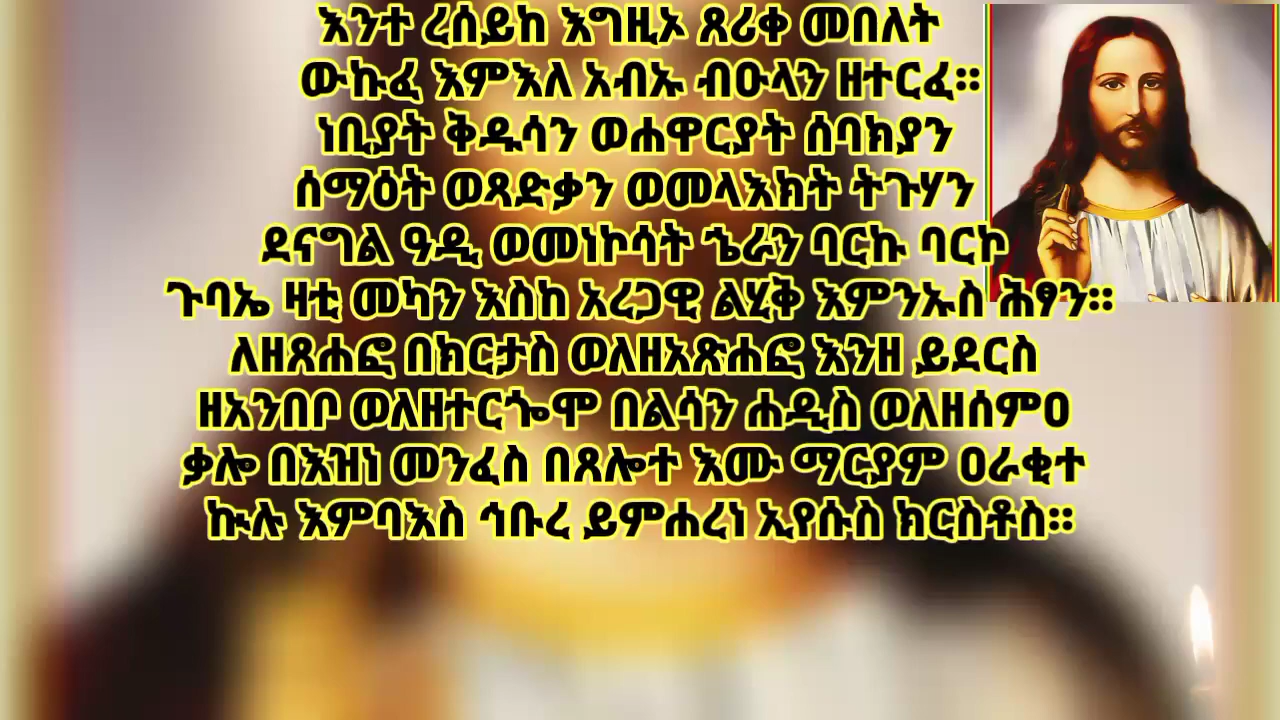 እንተ ረሰይከ እግዚኦ ጸሪቀ መበለት
ውኩፈ እምእለ አብኡ ብዑላን ዘተርፈ።
ነቢያት ቅዱሳን ወሐዋርያት ሰባክያን
ሰማዕት ወጻድቃን ወመላእክት ትጉሃን
ደናግል ዓዲ ወመነኮሳት ኄራን ባርኩ ባርኮ
ጉባኤ ዛቲ መካን እስከ አረጋዊ ልሂቅ እምንኡስ ሕፃን።
ለዘጸሐፎ በክርታስ ወለዘአጽሐፎ እንዘ ይደርስ
ዘአንበቦ ወለዘተርጐሞ በልሳን ሐዲስ ወለዘሰምዐ
ቃሎ በእዝነ መንፈስ በጸሎተ እሙ ማርያም ዐራቂተ
ኵሉ እምባእስ ኅቡረ ይምሐረነ ኢየሱስ ክርስቶስ።